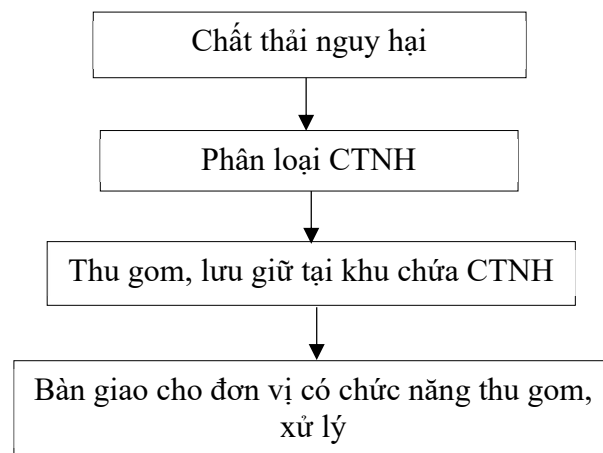 Chất thải nguy hại
Phân loại CTNH
Thu gom, lưu giữ tại khu chứa CTNH
Bàn giao cho đơn vị có chức năng thu gom,
xử lý